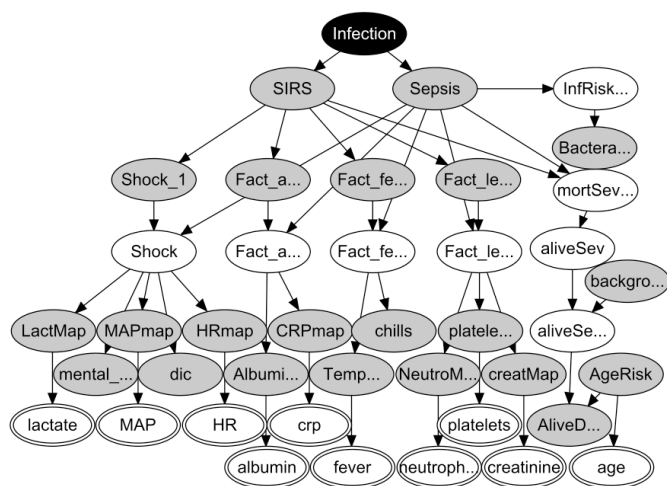 Infection
SIRS
Sepsis
InfRisk...
Bactera...
Shock_1
Fact_a...
Fact_fe...
Fact_le...
mortSev...
Shock
Fact_a...
Fact_fe...
Fact_le...
aliveSev
backgro...
LactMap
MAPmap
HRmap
CRPmap
chills
platele...
aliveSe...
mental_...
dic
Albumi...
Temp...
NeutroM...
creatMap
AgeRisk
lactate
MAP
HR
crp
platelets
AliveD...
albumin
fever
neutroph...
creatinine
age